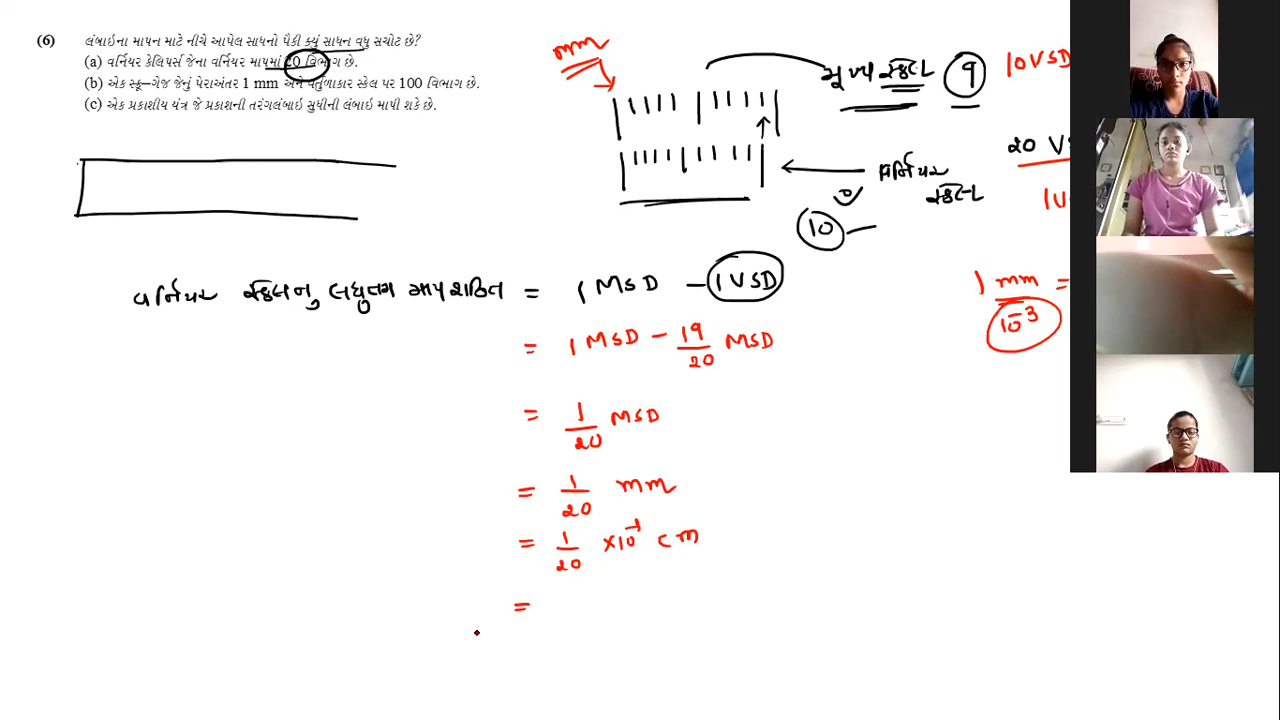 (6) લંબાઈના માપન માટે નીચે આપેલ સાધનો પૈકી ક્યું સાધન વધુ સચોટ છે?
(a) વર્નિયર કેલિપર્સ જેના વર્નિયર માપમાં 20 વિભાગ છે.
(b) એક સ્ક્રૂ-ગેજ જેનું પેરાઅંતર 1 mm અને વર્તુળાકાર સ્કેલ પર 100 વિભાગ છે.
(c) એક પ્રકાશીય યંત્ર જે પ્રકાશની તરંગલંબાઇ સુધીની લંબાઇ માપી શકે છે.
mm
મૂખ્ય સ્કેલ 9
10 VSD
વર્નિયર
સ્કેલ
10
20 VS
1 mm =
10⁻³
વર્નિયર સ્કેલનુ લઘુતમ માપશક્તિ = 1 MSD - 1 VSD
= 1 MSD - 19/20 MSD
= 1/20 MSD
= 1/20 mm
= 1/20 ×10⁻¹ cm
=